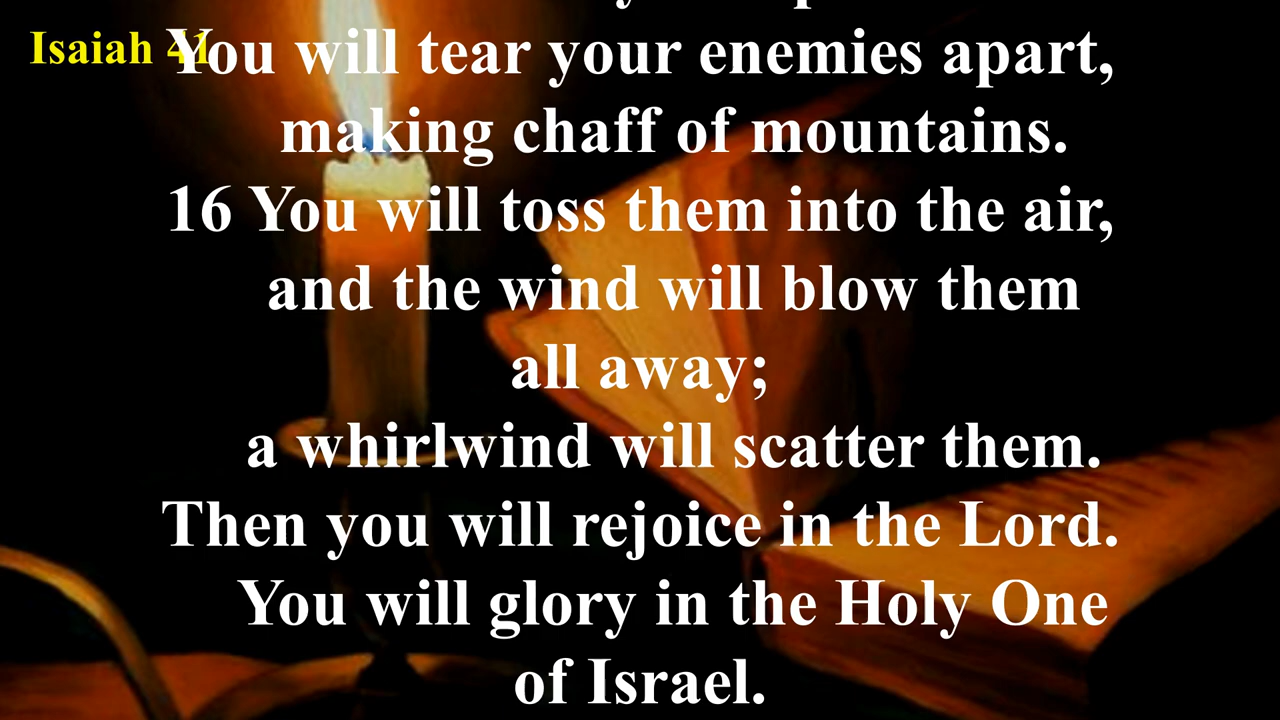 Isaiah 41
You will tear your enemies apart,
making chaff of mountains.
16 You will toss them into the air,
and the wind will blow them
all away;
a whirlwind will scatter them.
Then you will rejoice in the Lord.
You will glory in the Holy One
of Israel.